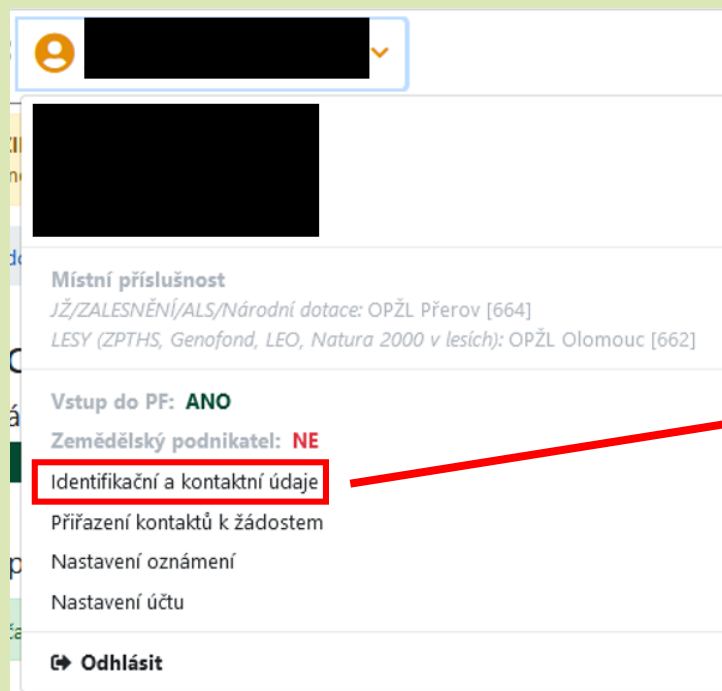 Místní příslušnost
JŽ/ZALESNĚNÍ/ALS/Národní dotace: OPŽL Přerov [664]
LESY (ZPTHS, Genofond, LEO, Natura 2000 v lesích): OPŽL Olomouc [662]
Vstup do PF: ANO
Zemědělský podnikatel: NE
Identifikační a kontaktní údaje
Přiřazení kontaktů k žádostem
Nastavení oznámení
Nastavení účtu
Odhlásit